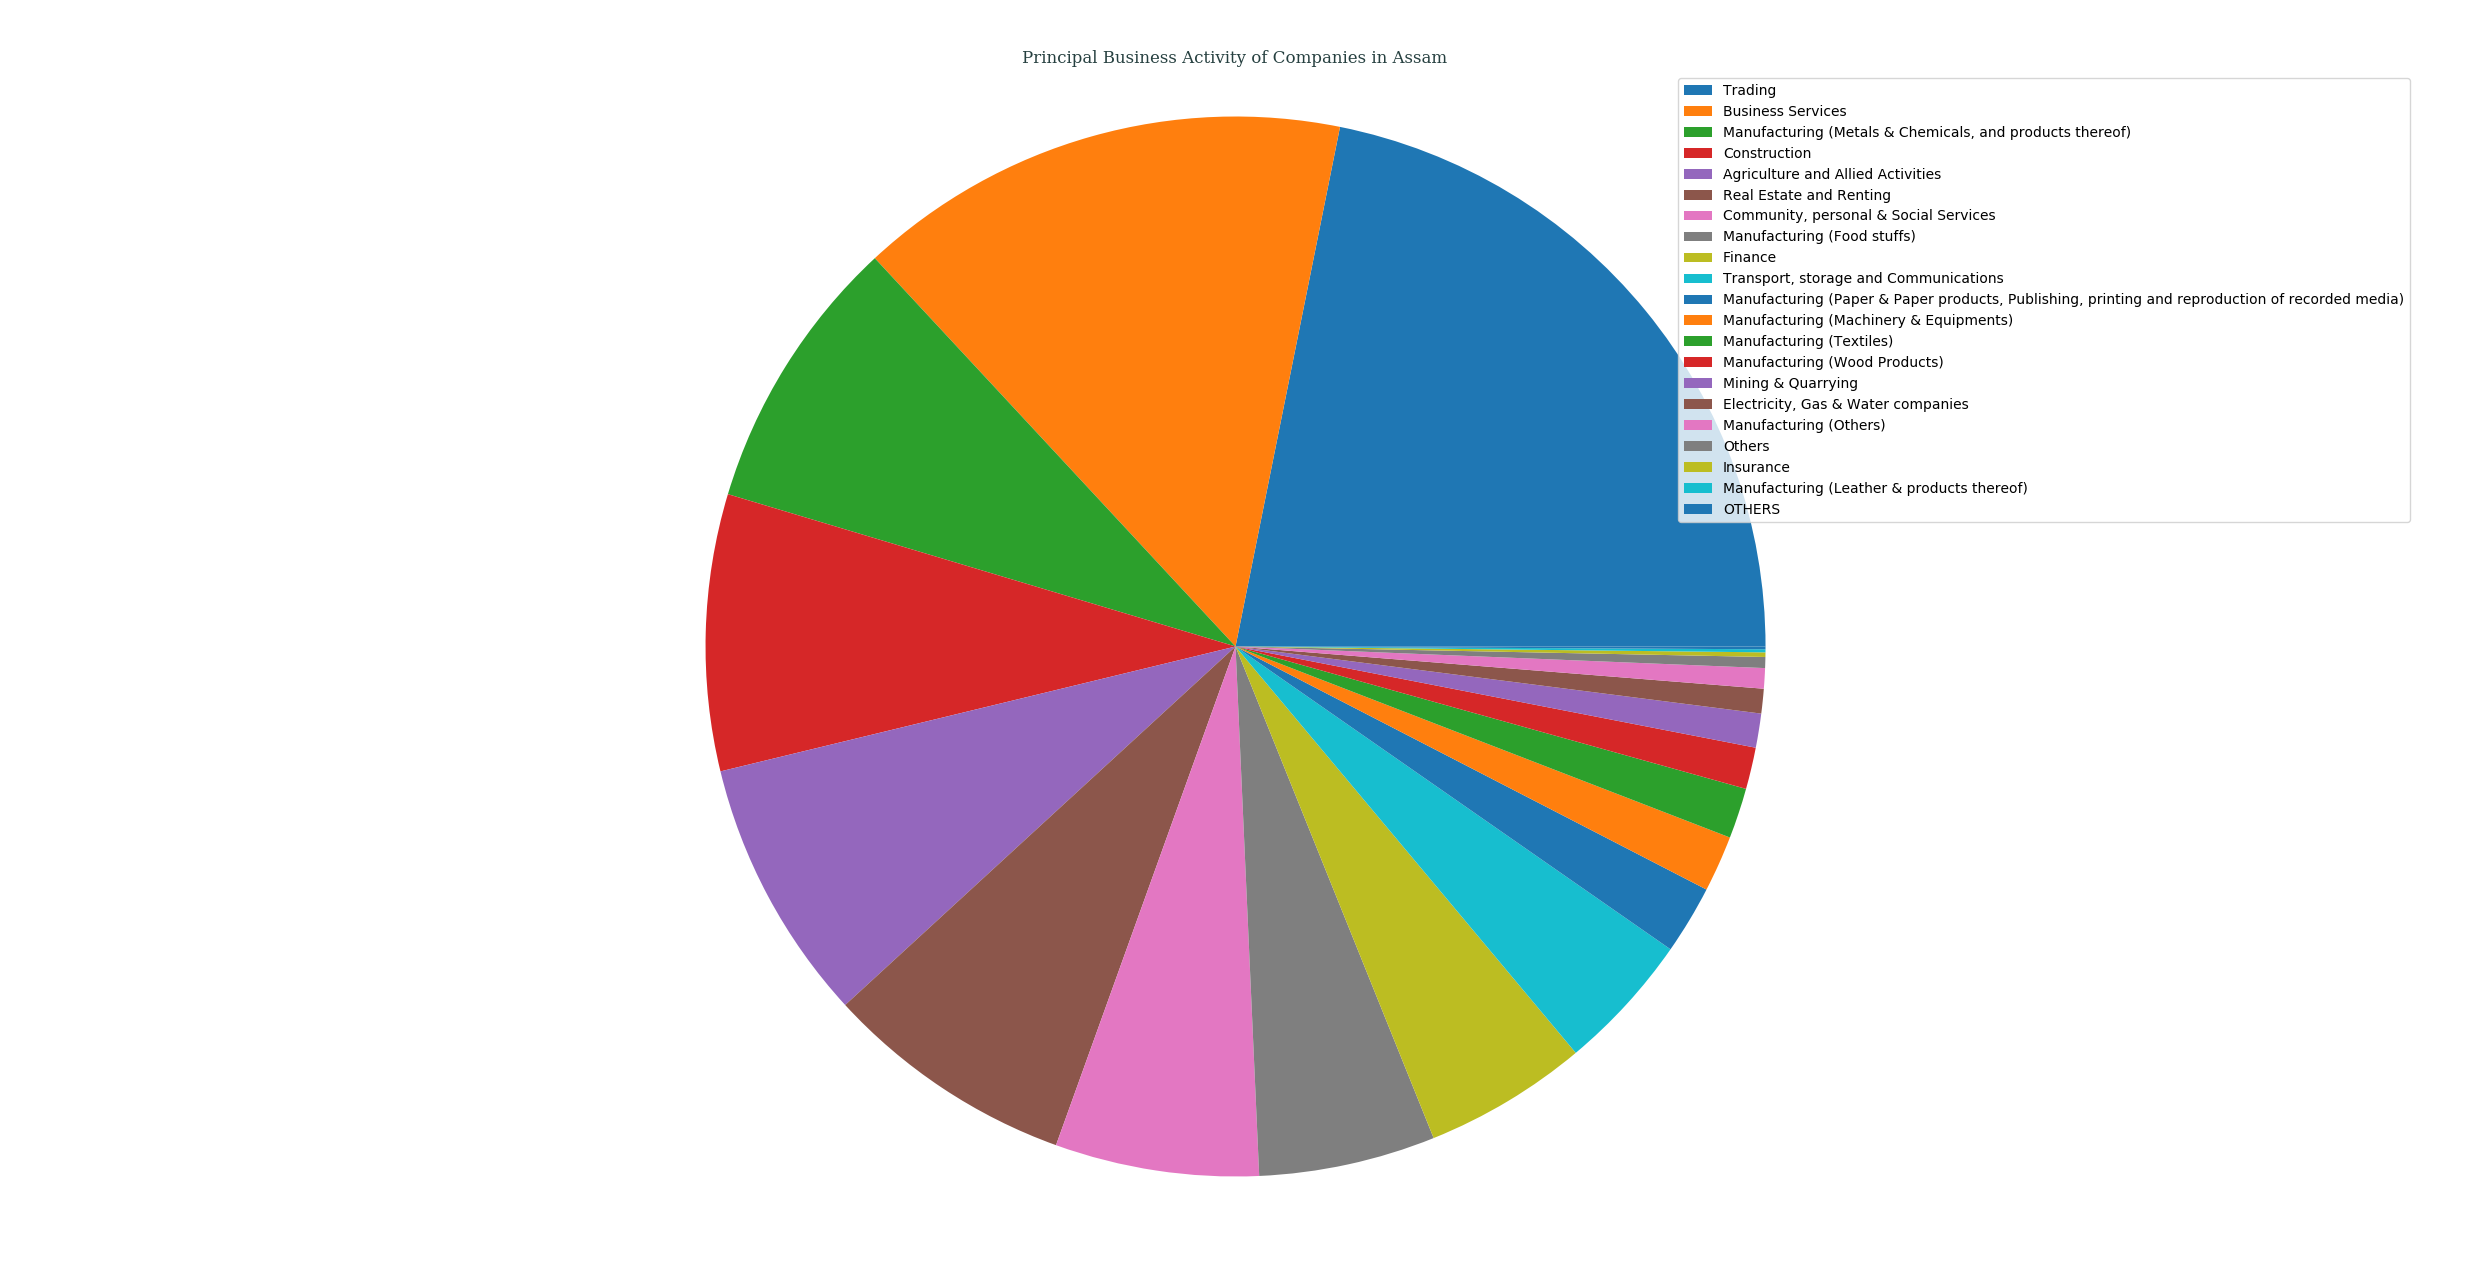 Principal Business Activity of Companies in Assam
Trading
Business Services
Manufacturing (Metals & Chemicals, and products thereof)
Construction
Agriculture and Allied Activities
Real Estate and Renting
Community, personal & Social Services
Manufacturing (Food stuffs)
Finance
Transport, storage and Communications
Manufacturing (Paper & Paper products, Publishing, printing and reproduction of recorded media)
Manufacturing (Machinery & Equipments)
Manufacturing (Textiles)
Manufacturing (Wood Products)
Mining & Quarrying
Electricity, Gas & Water companies
Manufacturing (Others)
Others
Insurance
Manufacturing (Leather & products thereof)
OTHERS